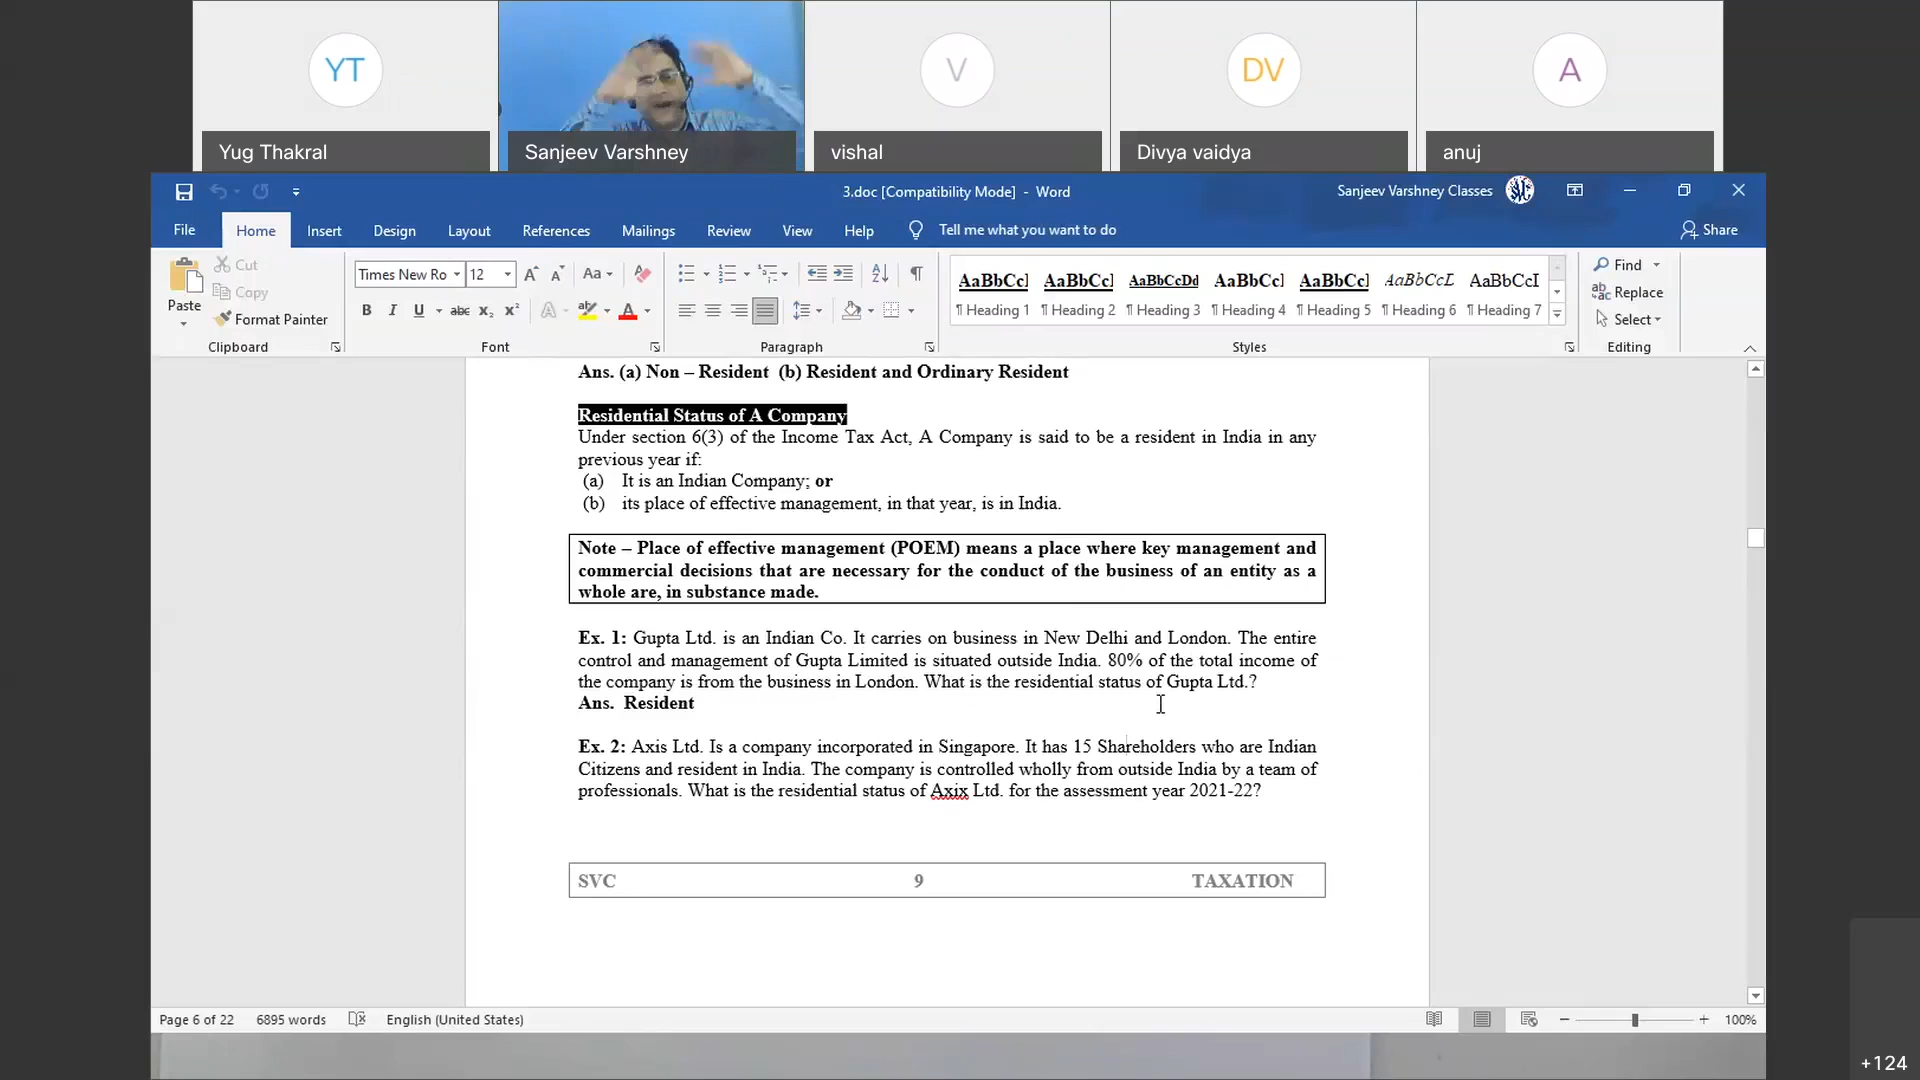 YT
V
DV
A
Yug Thakral
Sanjeev Varshney
vishal
Divya vaidya
anuj
3.doc [Compatibility Mode] - Word
Sanjeev Varshney Classes
File
Home
Insert
Design
Layout
References
Mailings
Review
View
Help
Tell me what you want to do
Share
Paste
Cut
Copy
Format Painter
Clipboard
Times New Ro
12
Font
Paragraph
AaBbCcI
AaBbCcI
AaBbCcDd
AaBbCcI
AaBbCcI
AaBbCcL
AaBbCcI
¶ Heading 1
¶ Heading 2
¶ Heading 3
¶ Heading 4
¶ Heading 5
¶ Heading 6
¶ Heading 7
Styles
Find
Replace
Select
Editing
Ans. (a) Non – Resident (b) Resident and Ordinary Resident
Residential Status of A Company
Under section 6(3) of the Income Tax Act, A Company is said to be a resident in India in any
previous year if:
(a) It is an Indian Company; or
(b) its place of effective management, in that year, is in India.
Note – Place of effective management (POEM) means a place where key management and
commercial decisions that are necessary for the conduct of the business of an entity as a
whole are, in substance made.
Ex. 1: Gupta Ltd. is an Indian Co. It carries on business in New Delhi and London. The entire
control and management of Gupta Limited is situated outside India. 80% of the total income of
the company is from the business in London. What is the residential status of Gupta Ltd.?
Ans. Resident
Ex. 2: Axis Ltd. Is a company incorporated in Singapore. It has 15 Shareholders who are Indian
Citizens and resident in India. The company is controlled wholly from outside India by a team of
professionals. What is the residential status of Axix Ltd. for the assessment year 2021-22?
SVC 9 TAXATION
Page 6 of 22
6895 words
English (United States)
100%
+124